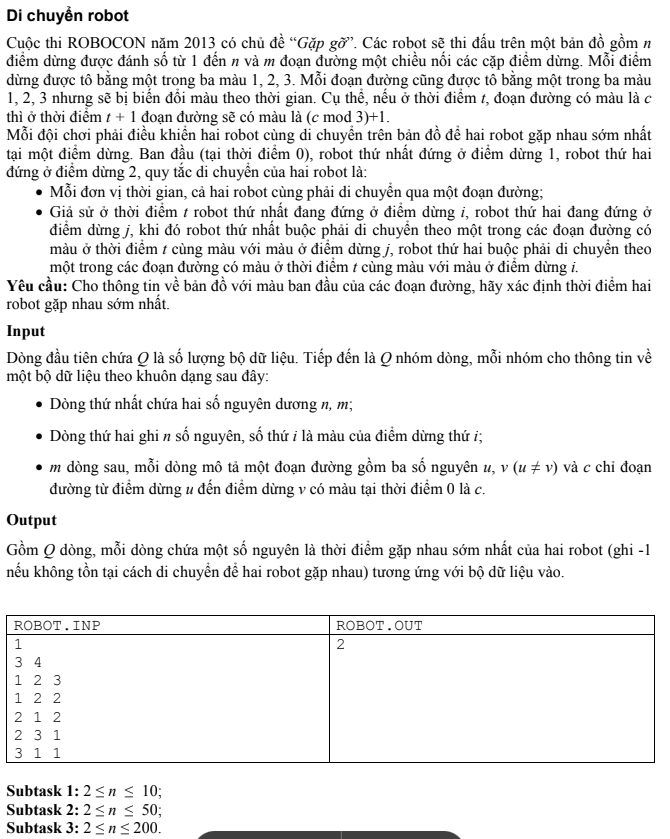 Di chuyển robot
Cuộc thi ROBOCON năm 2013 có chủ đề “Gặp gỡ”. Các robot sẽ thi đấu trên một bản đồ gồm n
điểm dừng được đánh số từ 1 đến n và m đoạn đường một chiều nối các cặp điểm dừng. Mỗi điểm
dừng được tô bằng một trong ba màu 1, 2, 3. Mỗi đoạn đường cũng được tô bằng một trong ba màu
1, 2, 3 nhưng sẽ bị biến đổi màu theo thời gian. Cụ thể, nếu ở thời điểm t, đoạn đường có màu là c
thì ở thời điểm t + 1 đoạn đường sẽ có màu là (c mod 3)+1.
Mỗi đội chơi phải điều khiển hai robot cùng di chuyển trên bản đồ để hai robot gặp nhau sớm nhất
tại một điểm dừng. Ban đầu (tại thời điểm 0), robot thứ nhất đứng ở điểm dừng 1, robot thứ hai
đứng ở điểm dừng 2, quy tắc di chuyển của hai robot là:
• Mỗi đơn vị thời gian, cả hai robot cùng phải di chuyển qua một đoạn đường;
• Giả sử ở thời điểm t robot thứ nhất đang đứng ở điểm dừng i, robot thứ hai đang đứng ở
điểm dừng j, khi đó robot thứ nhất buộc phải di chuyển theo một trong các đoạn đường có
màu ở thời điểm t cùng màu với màu ở điểm dừng j, robot thứ hai buộc phải di chuyển theo
một trong các đoạn đường có màu ở thời điểm t cùng màu với màu ở điểm dừng i.
Yêu cầu: Cho thông tin về bản đồ với màu ban đầu của các đoạn đường, hãy xác định thời điểm hai
robot gặp nhau sớm nhất.
Input
Dòng đầu tiên chứa Q là số lượng bộ dữ liệu. Tiếp đến là Q nhóm dòng, mỗi nhóm cho thông tin về
một bộ dữ liệu theo khuôn dạng sau đây:
• Dòng thứ nhất chứa hai số nguyên dương n, m;
• Dòng thứ hai ghi n số nguyên, số thứ i là màu của điểm dừng thứ i;
• m dòng sau, mỗi dòng mô tả một đoạn đường gồm ba số nguyên u, v (u ≠ v) và c chỉ đoạn
đường từ điểm dừng u đến điểm dừng v có màu tại thời điểm 0 là c.
Output
Gồm Q dòng, mỗi dòng chứa một số nguyên là thời điểm gặp nhau sớm nhất của hai robot (ghi -1
nếu không tồn tại cách di chuyển để hai robot gặp nhau) tương ứng với bộ dữ liệu vào.
ROBOT.INP ROBOT.OUT
1 2
3 4
1 2 3
1 2 2
2 1 2
2 3 1
3 1 1
Subtask 1: 2 ≤ n ≤ 10;
Subtask 2: 2 ≤ n ≤ 50;
Subtask 3: 2 ≤ n ≤ 200.